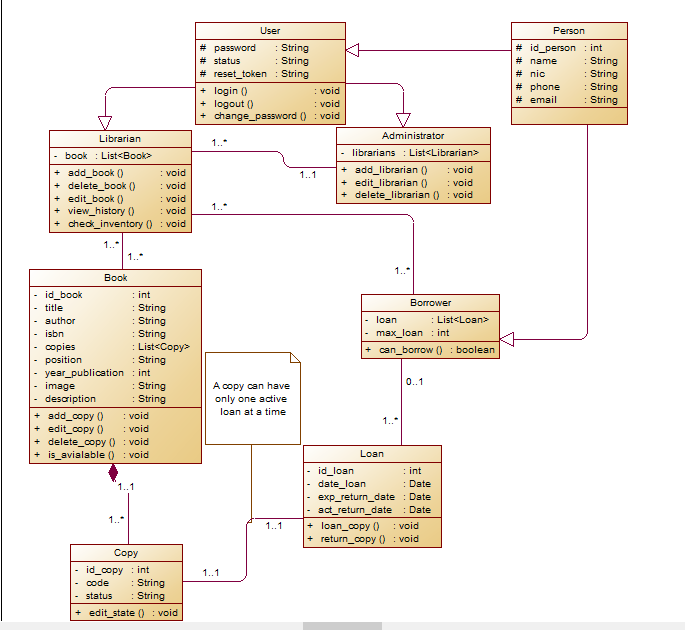 User
# password : String
# status : String
# reset_token : String
+ login () : void
+ logout () : void
+ change_password () : void
Person
# id_person : int
# name : String
# nic : String
# phone : String
# email : String
Librarian
- book : List<Book>
+ add_book () : void
+ delete_book () : void
+ edit_book () : void
+ view_history () : void
+ check_inventory () : void
1..*
1..1
Administrator
- librarians : List<Librarian>
+ add_librarian () : void
+ edit_librarian () : void
+ delete_librarian () : void
1..*
1..*
1..*
1..*
Book
- id_book : int
- title : String
- author : String
- isbn : String
- copies : List<Copy>
- position : String
- year_publication : int
- image : String
- description : String
+ add_copy () : void
+ edit_copy () : void
+ delete_copy () : void
+ is_avialable () : void
Borrower
- loan : List<Loan>
- max_loan : int
+ can_borrow () : boolean
A copy can have
only one active
loan at a time
0..1
1..*
Loan
- id_loan : int
- date_loan : Date
- exp_return_date : Date
- act_return_date : Date
+ loan_copy () : void
+ return_copy () : void
1..1
1..*
1..1
1..1
Copy
- id_copy : int
- code : String
- status : String
+ edit_state () : void